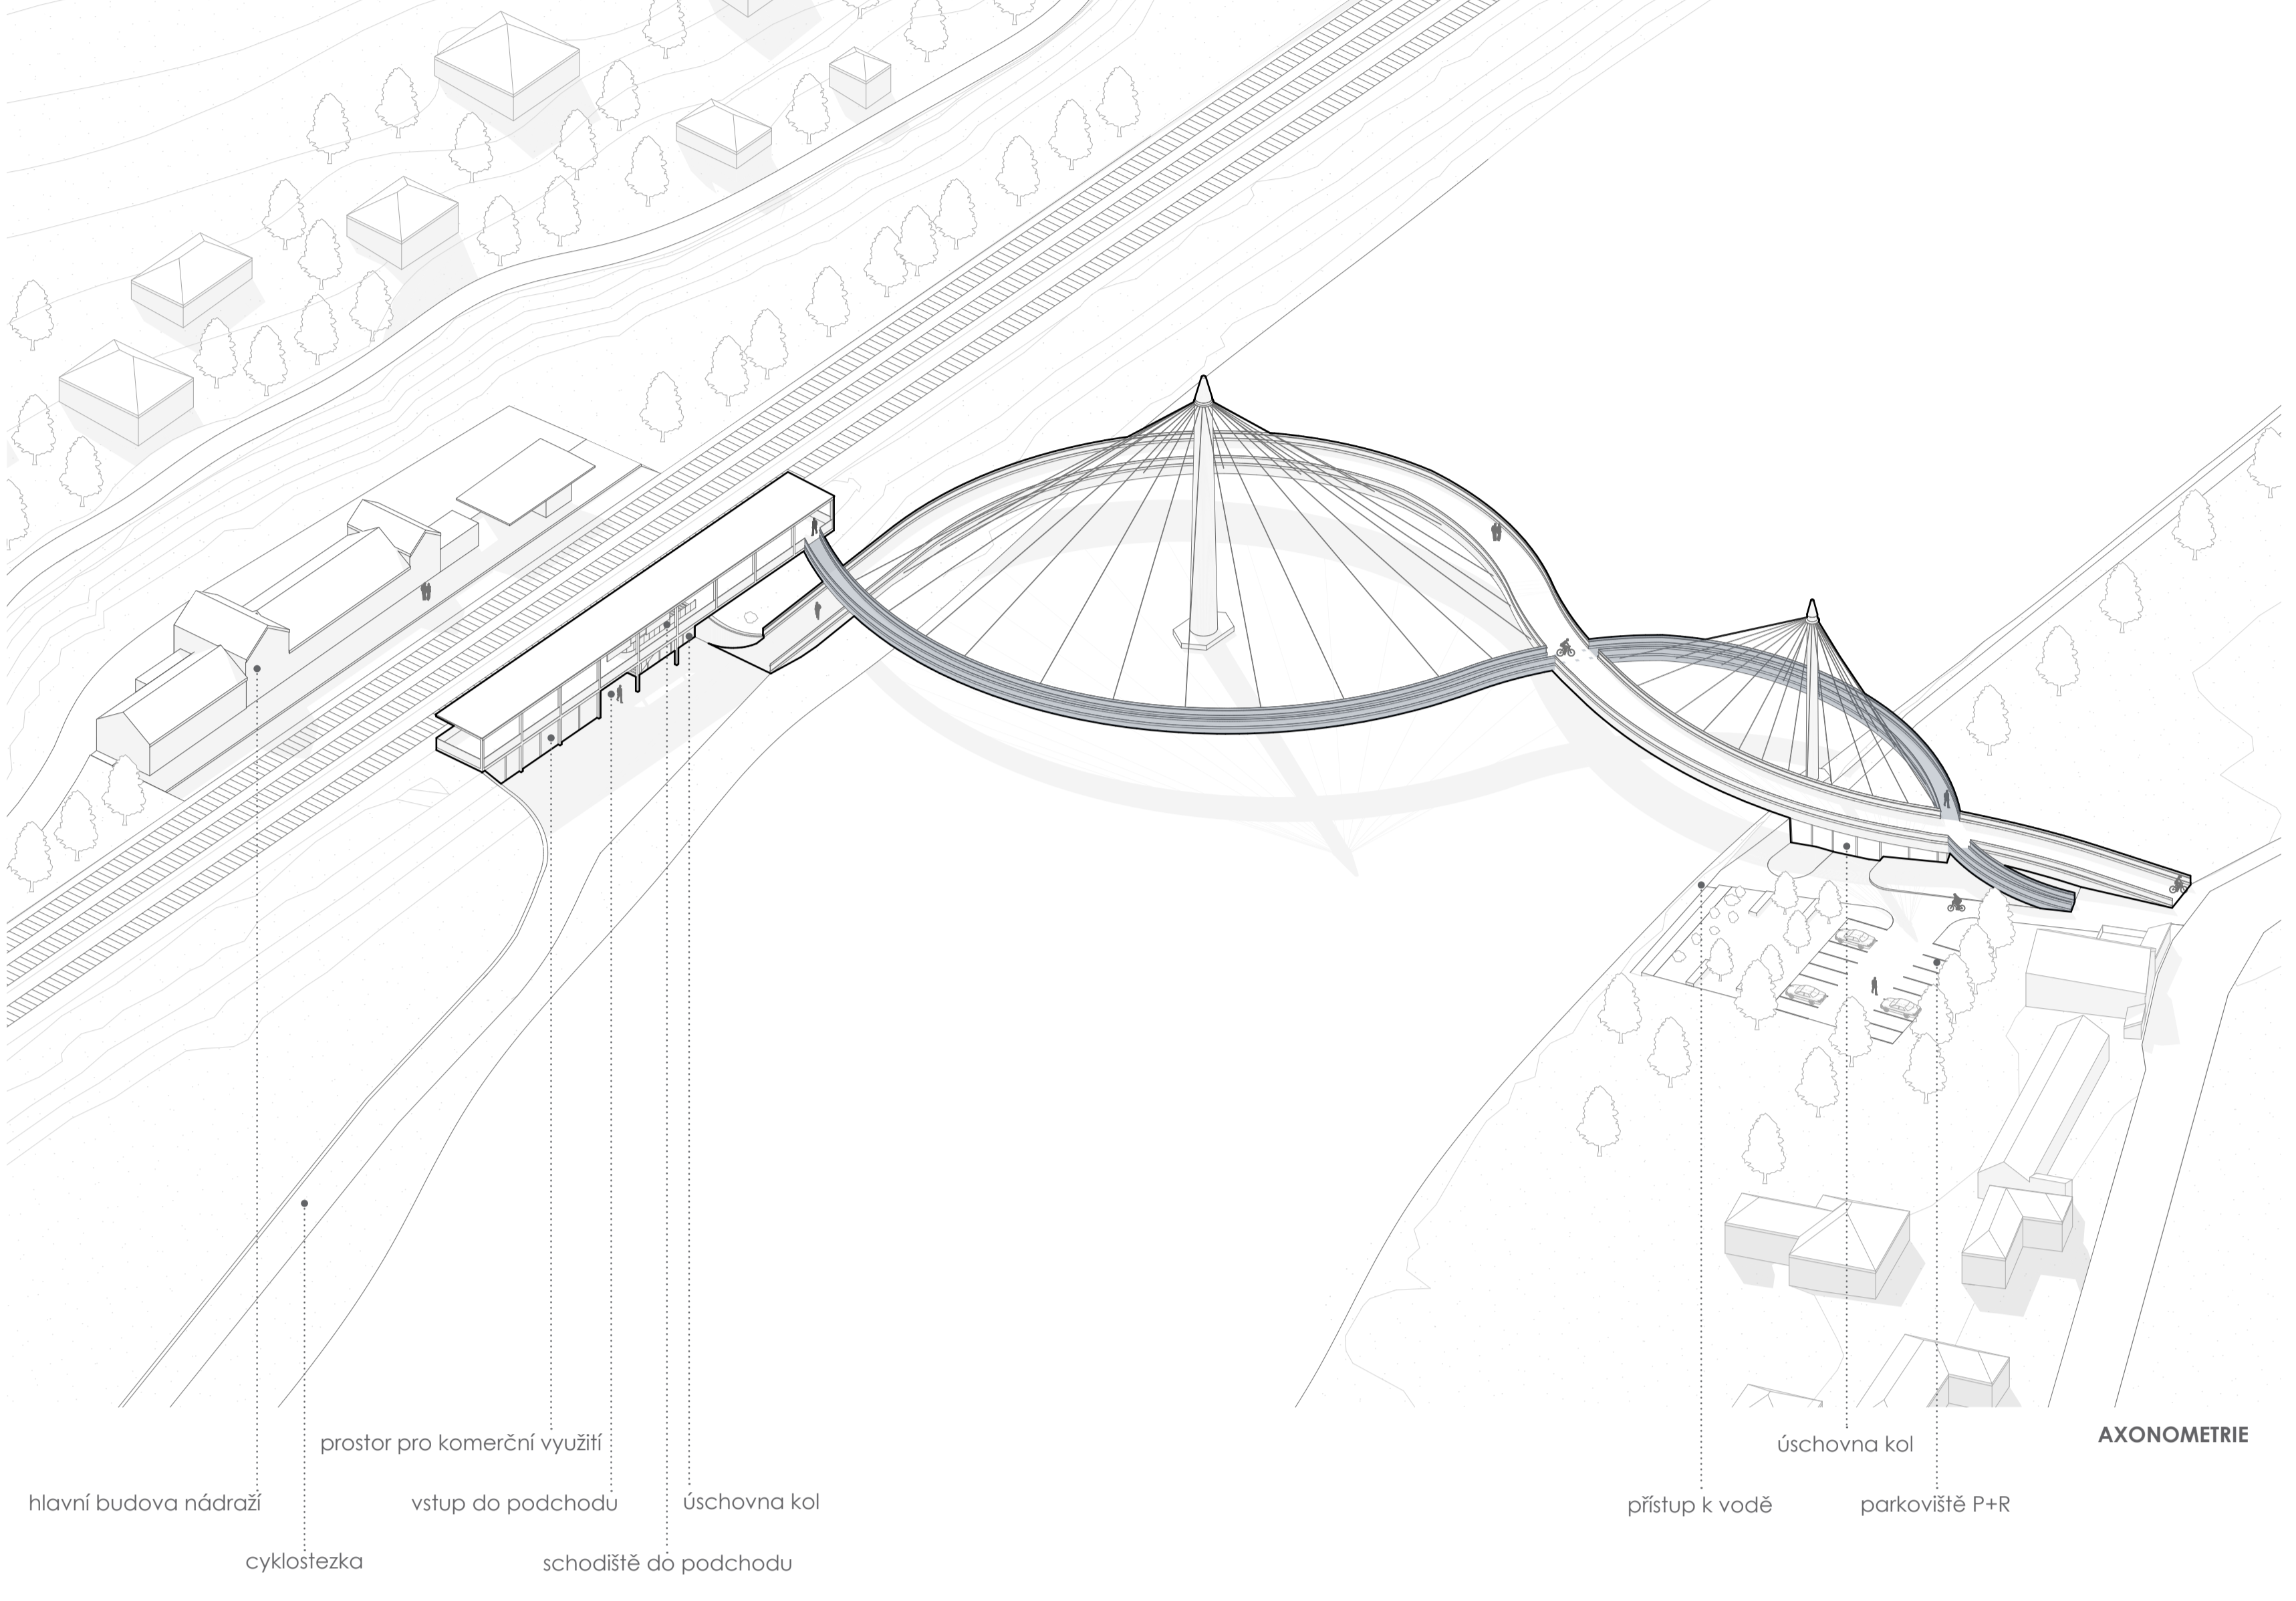 prostor pro komerční využití
úschovna kol
AXONOMETRIE
hlavní budova nádraží
vstup do podchodu
úschovna kol
přístup k vodě
parkoviště P+R
cyklostezka
schodiště do podchodu